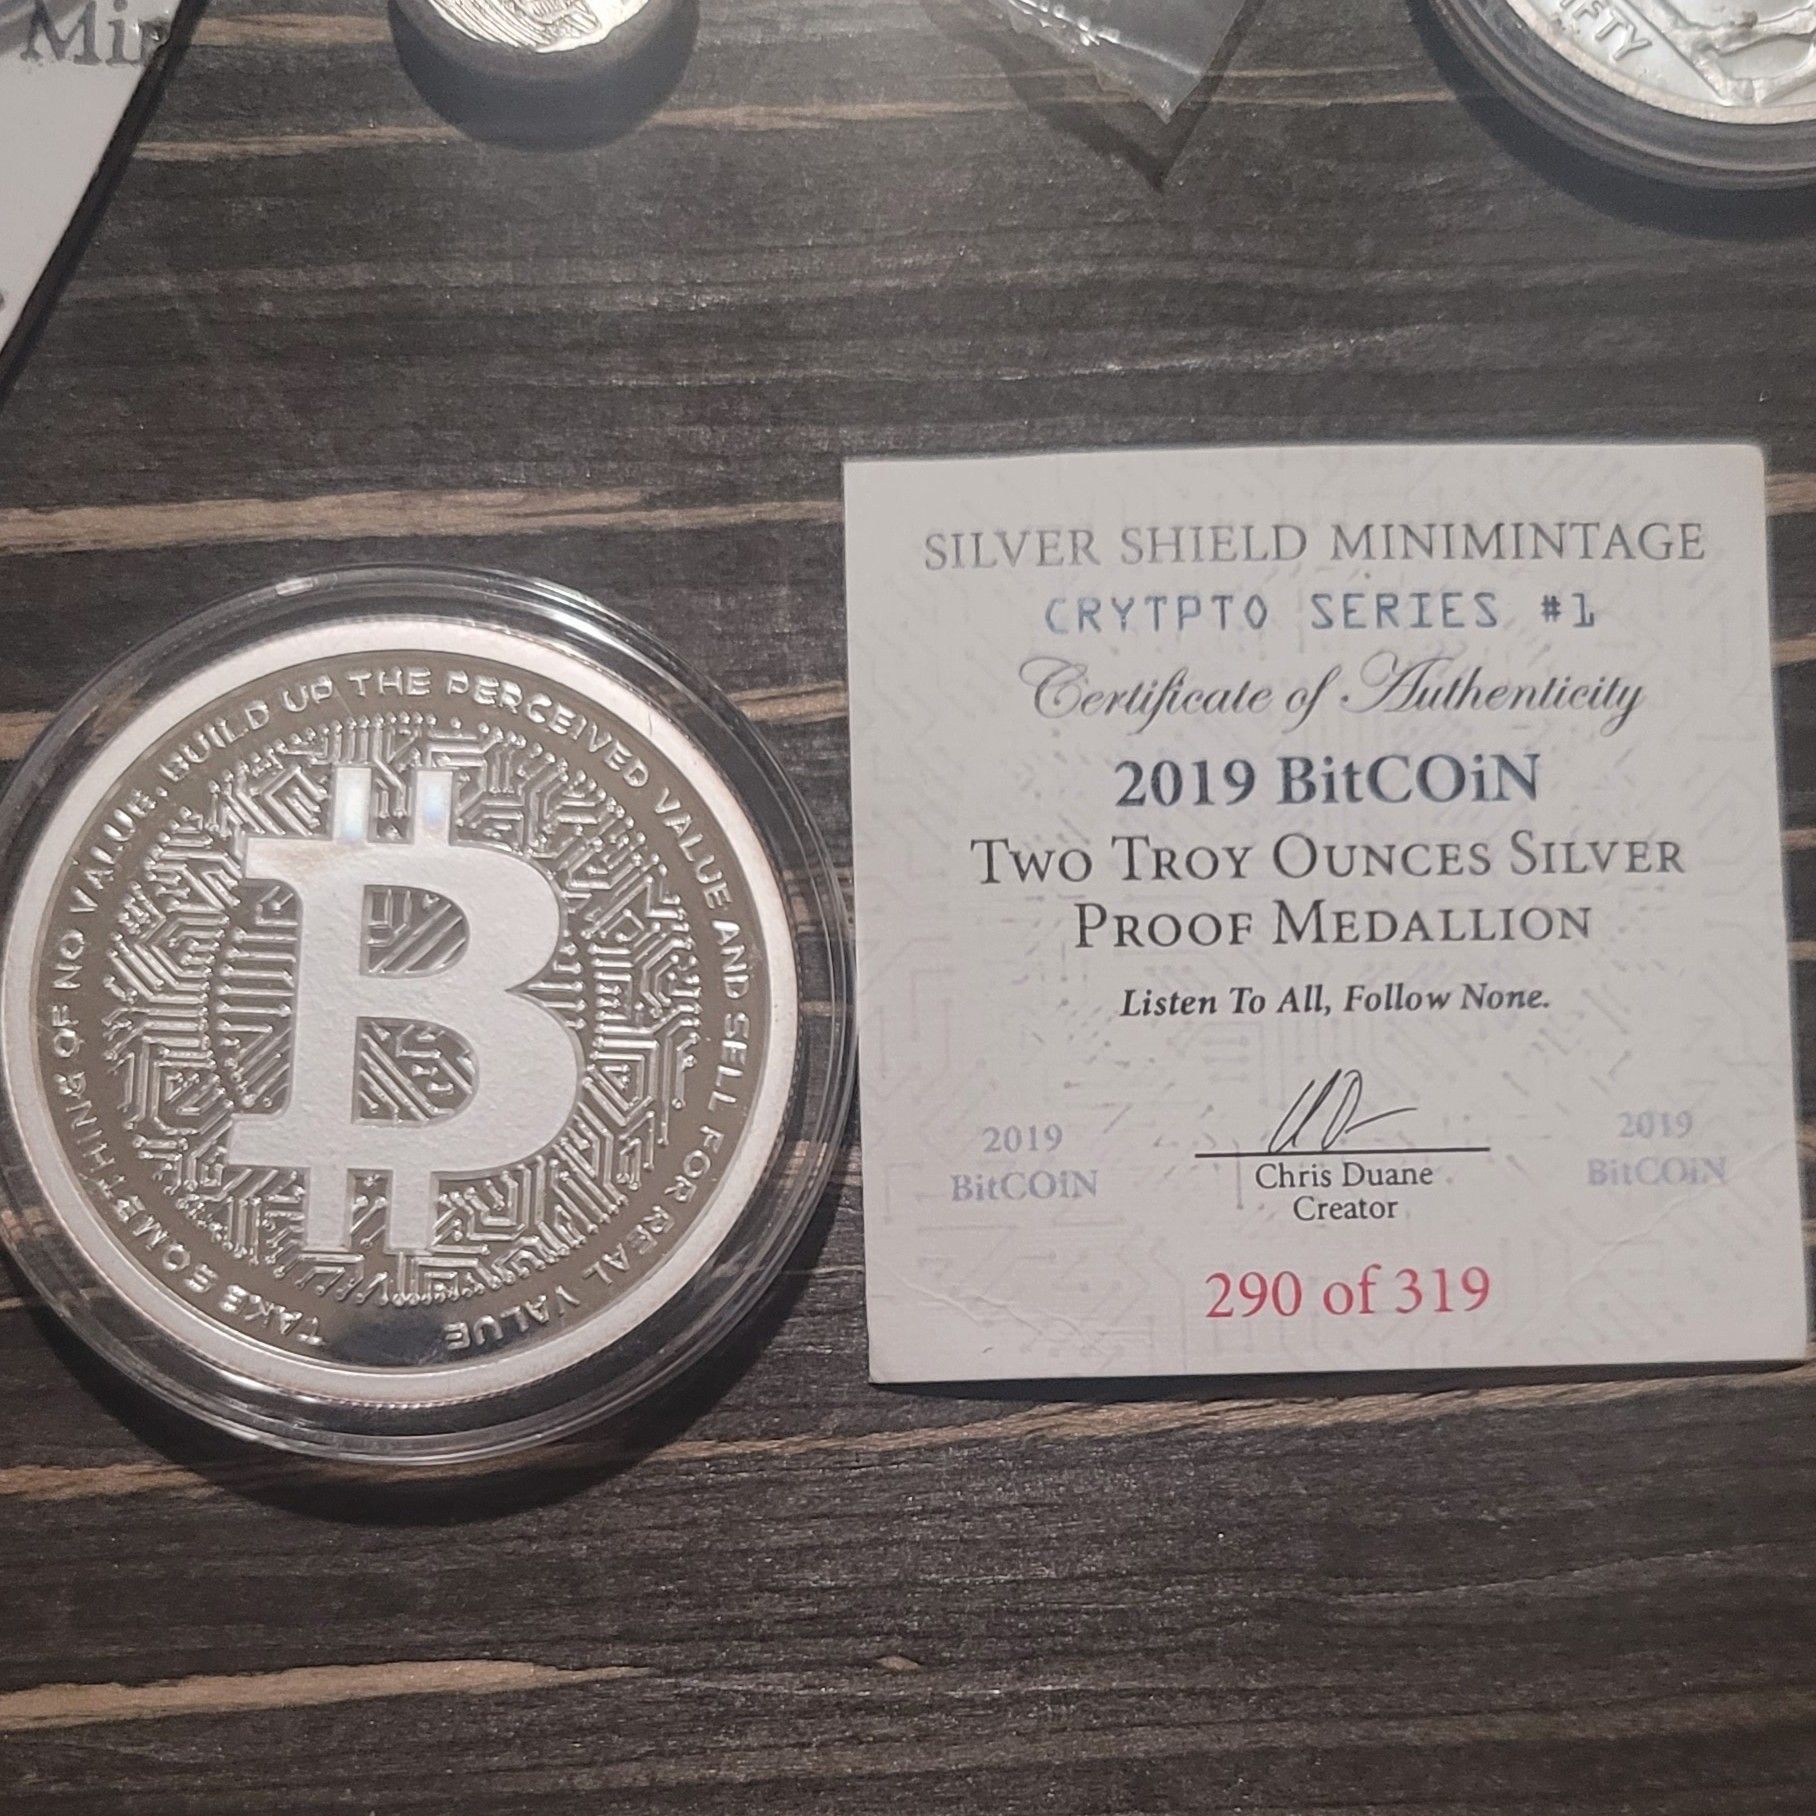 FIFTY
TAKE SOMETHING OF NO VALUE, BUILD UP THE PERCEIVED VALUE AND SELL FOR REAL VALUE
SILVER SHIELD MINIMINTAGE
CRYTPTO SERIES #1
Certificate of Authenticity
2019 BitCOiN
TWO TROY OUNCES SILVER
PROOF MEDALLION
Listen To All, Follow None.
2019
BitCOiN
Chris Duane
Creator
2019
BitCOiN
290 of 319